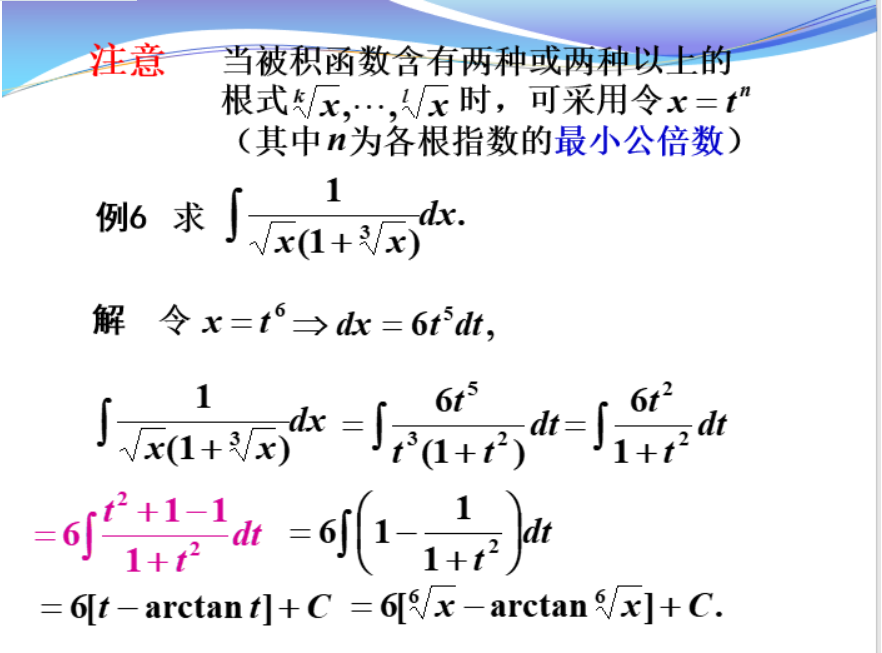 注意 当被积函数含有两种或两种以上的
根式 $\sqrt[k]{x},\cdots,\sqrt[l]{x}$ 时，可采用令 $x=t^n$
（其中 $n$ 为各根指数的最小公倍数）
例6 求 $\int \frac{1}{\sqrt{x}(1+\sqrt[3]{x})}dx.$
解 令 $x=t^6 \Rightarrow dx=6t^5dt,$
$\int \frac{1}{\sqrt{x}(1+\sqrt[3]{x})}dx = \int \frac{6t^5}{t^3(1+t^2)}dt = \int \frac{6t^2}{1+t^2}dt$
$=6\int \frac{t^2+1-1}{1+t^2}dt = 6\int \left(1-\frac{1}{1+t^2}\right)dt$
$=6[t-\arctan t]+C = 6[\sqrt[6]{x}-\arctan \sqrt[6]{x}]+C.$